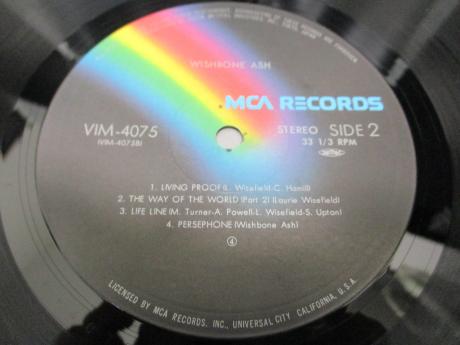 WISHBONE ASH
MCA RECORDS
VIM-4075
(VIM-4075B)
STEREO SIDE 2
33 1/3 RPM
1. LIVING PROOF (L. Wisefield-C. Hamill)
2. THE WAY OF THE WORLD (Part 2) (Laurie Wisefield)
3. LIFE LINE (M. Turner-A. Powell-L. Wisefield-S. Upton)
4. PERSEPHONE (Wishbone Ash)
④
LICENSED BY MCA RECORDS. INC., UNIVERSAL CITY CALIFORNIA, U.S.A.